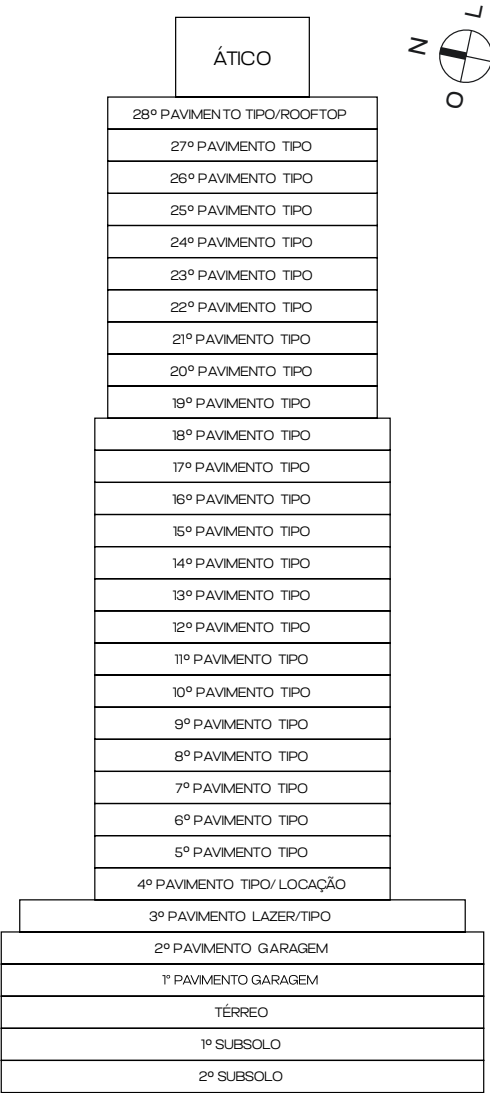 L
N
O
ÁTICO
28º PAVIMENTO TIPO/ROOFTOP
27º PAVIMENTO TIPO
26º PAVIMENTO TIPO
25º PAVIMENTO TIPO
24º PAVIMENTO TIPO
23º PAVIMENTO TIPO
22º PAVIMENTO TIPO
21º PAVIMENTO TIPO
20º PAVIMENTO TIPO
19º PAVIMENTO TIPO
18º PAVIMENTO TIPO
17º PAVIMENTO TIPO
16º PAVIMENTO TIPO
15º PAVIMENTO TIPO
14º PAVIMENTO TIPO
13º PAVIMENTO TIPO
12º PAVIMENTO TIPO
11º PAVIMENTO TIPO
10º PAVIMENTO TIPO
9º PAVIMENTO TIPO
8º PAVIMENTO TIPO
7º PAVIMENTO TIPO
6º PAVIMENTO TIPO
5º PAVIMENTO TIPO
4º PAVIMENTO TIPO/ LOCAÇÃO
3º PAVIMENTO LAZER/TIPO
2º PAVIMENTO GARAGEM
1° PAVIMENTO GARAGEM
TÉRREO
1º SUBSOLO
2º SUBSOLO